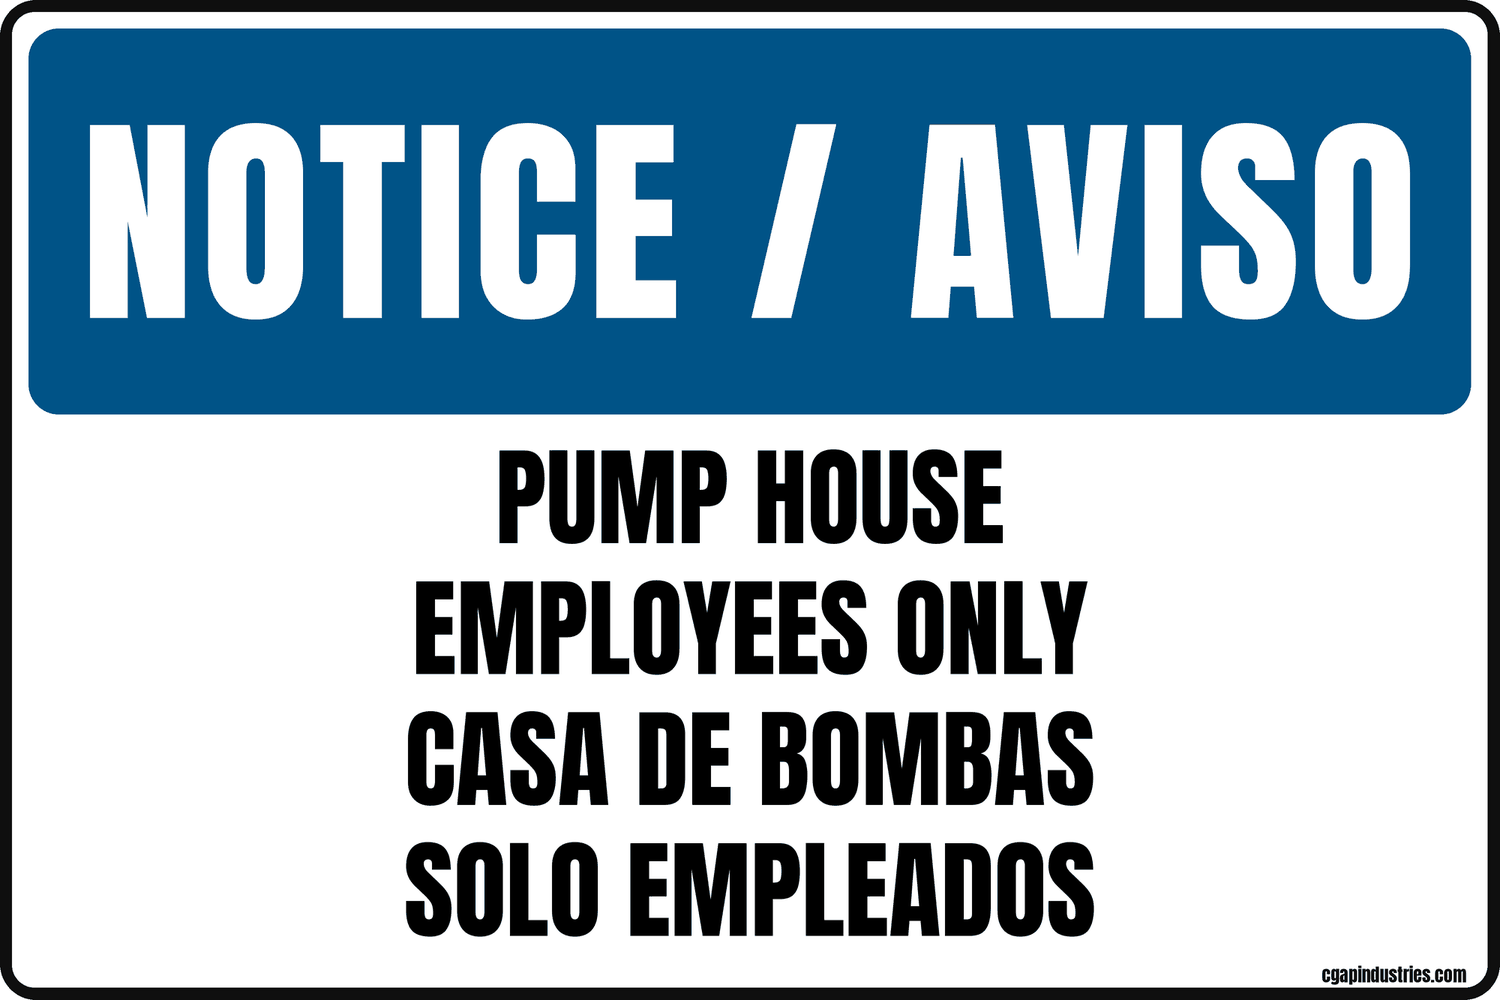 NOTICE / AVISO
PUMP HOUSE
EMPLOYEES ONLY
CASA DE BOMBAS
SOLO EMPLEADOS
cgapindustries.com